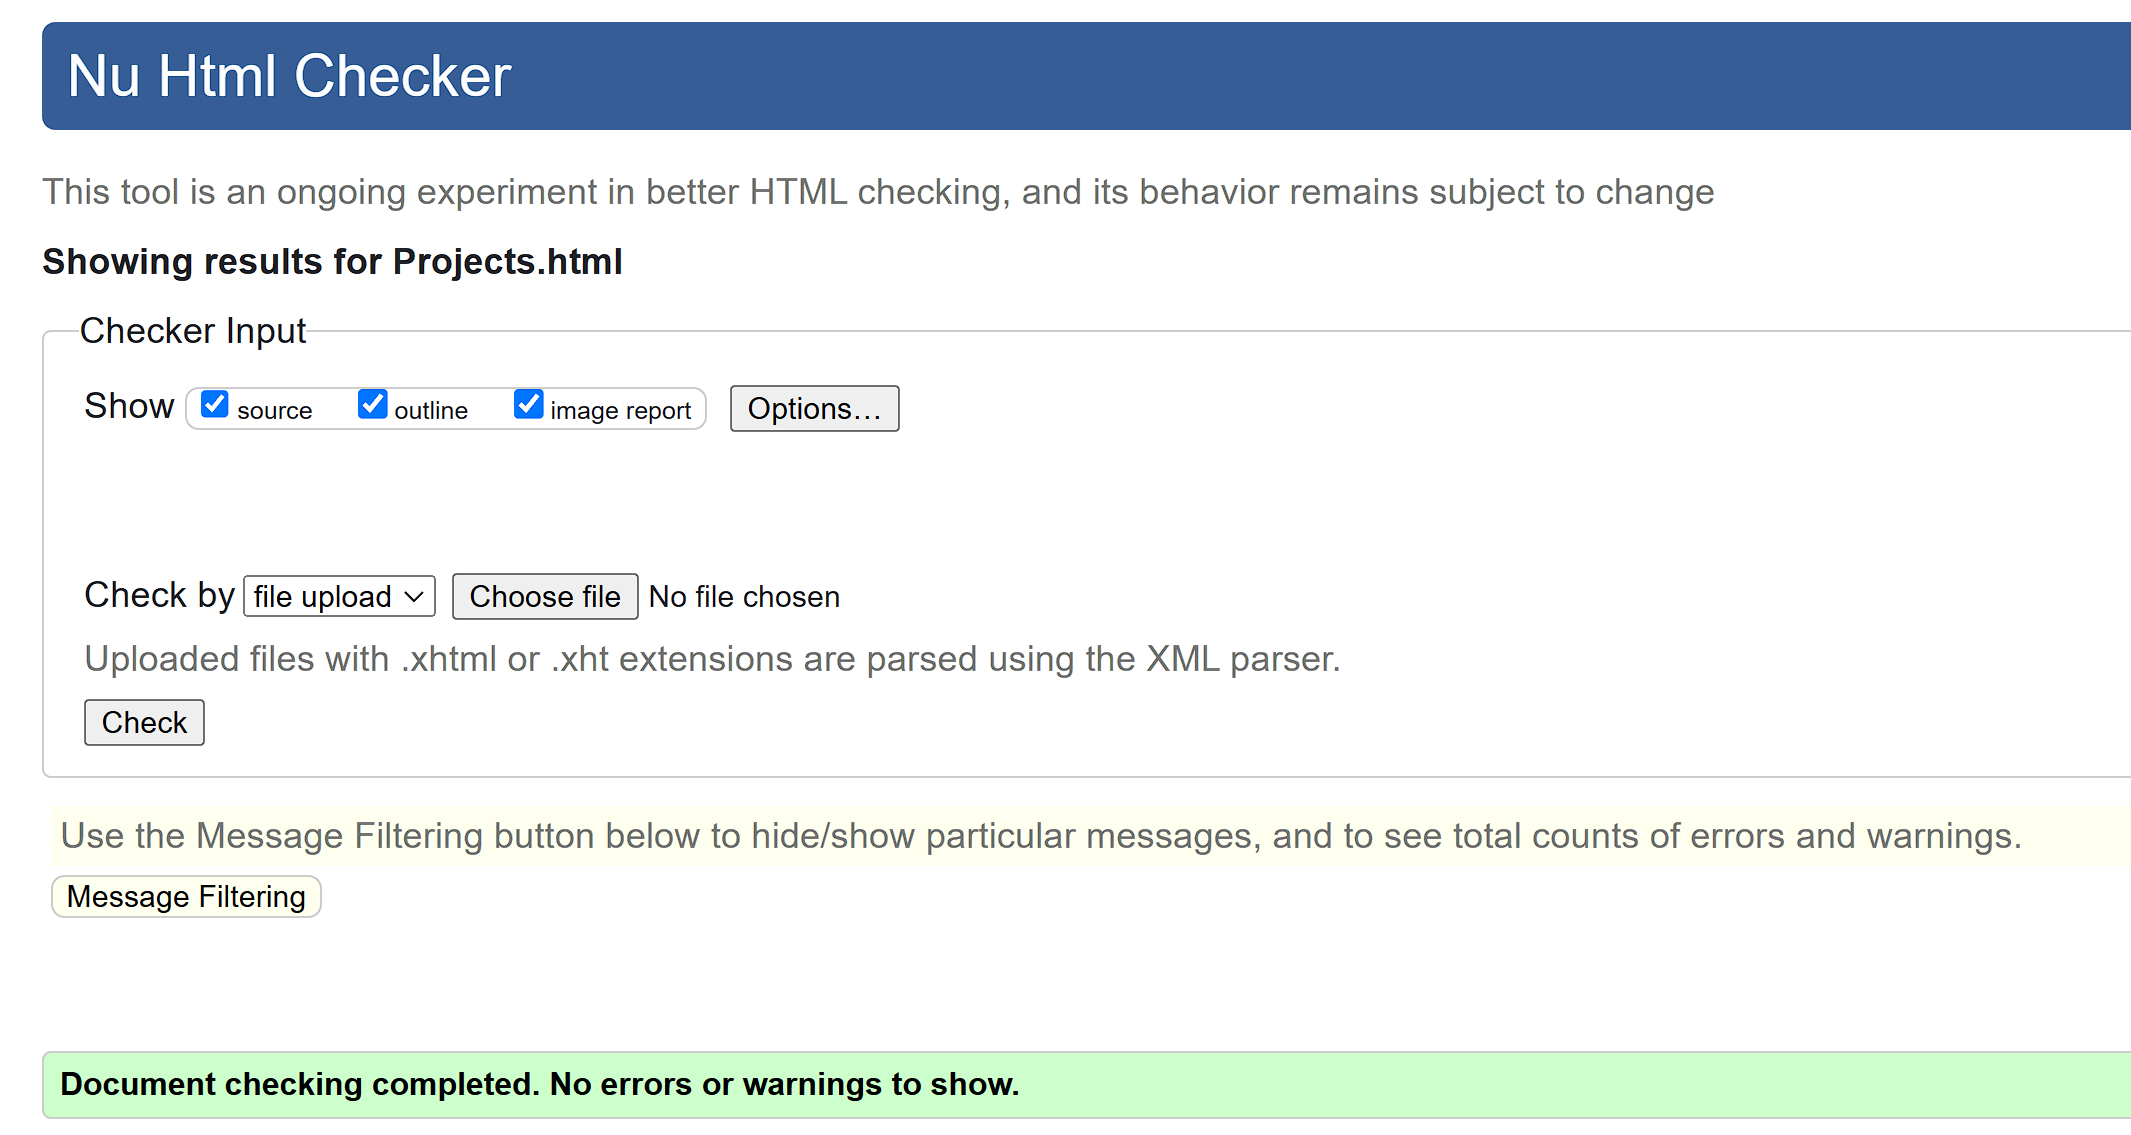 Nu Html Checker
This tool is an ongoing experiment in better HTML checking, and its behavior remains subject to change
Showing results for Projects.html
Checker Input
Show source outline image report Options…
Check by file upload Choose file No file chosen
Uploaded files with .xhtml or .xht extensions are parsed using the XML parser.
Check
Use the Message Filtering button below to hide/show particular messages, and to see total counts of errors and warnings.
Message Filtering
Document checking completed. No errors or warnings to show.